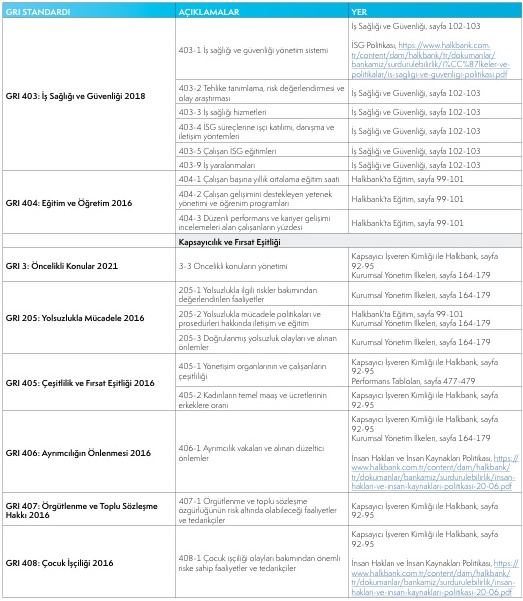 GRI STANDARDI AÇIKLAMALAR YER
GRI 403: İş Sağlığı ve Güvenliği 2018
403-1 İş sağlığı ve güvenliği yönetim sistemi
İş Sağlığı ve Güvenliği, sayfa 102-103
ISG Politikası, https://www.halkbank.com.
tr/content/dam/halkbank/tr/dokumanlar/
bankamiz/surdurulebilirlik/i%CC%87lkeler-ve-
politikalar/is-sagligi-ve-guvenligi-politikasi.pdf
403-2 Tehlike tanımlama, risk değerlendirmesi ve
olay araştırması
İş Sağlığı ve Güvenliği, sayfa 102-103
403-3 İş sağlığı hizmetleri
İş Sağlığı ve Güvenliği, sayfa 102-103
403-4 İSG süreçlerine işçi katılımı, danışma ve
iletişim yöntemleri
İş Sağlığı ve Güvenliği, sayfa 102-103
403-5 Çalışan ISG eğitimleri
İş Sağlığı ve Güvenliği, sayfa 102-103
403-9 İş yaralanmaları
İş Sağlığı ve Güvenliği, sayfa 102-103
GRI 404: Eğitim ve Öğretim 2016
404-1 Çalışan başına yıllık ortalama eğitim saati
Halkbank'ta Eğitim, sayfa 99-101
404-2 Çalışan gelişimini destekleyen yetenek
yönetimi ve öğrenim programları
Halkbank'ta Eğitim, sayfa 99-101
404-3 Düzenli performans ve kariyer gelişimi
incelemeleri alan çalışanların yüzdesi
Halkbank'ta Eğitim, sayfa 99-101
Kapsayıcılık ve Fırsat Eşitliği
GRI 3: Öncelikli Konular 2021
3-3 Öncelikli konuların yönetimi
Kapsayıcı İşveren Kimliği ile Halkbank, sayfa
92-95
Kurumsal Yönetim İlkeleri, sayfa 164-179
GRI 205: Yolsuzlukla Mücadele 2016
205-1 Yolsuzlukla ilgili riskler bakımından
değerlendirilen faaliyetler
Kurumsal Yönetim İlkeleri, sayfa 164-179
205-2 Yolsuzlukla mücadele politikaları ve
prosedürleri hakkında iletişim ve eğitim
Halkbank'ta Eğitim, sayfa 99-101
Kurumsal Yönetim İlkeleri, sayfa 164-179
205-3 Doğrulanmış yolsuzluk olayları ve alınan
önlemler
Kurumsal Yönetim İlkeleri, sayfa 164-179
GRI 405: Çeşitlilik ve Fırsat Eşitliği 2016
405-1 Yönetişim organlarının ve çalışanların
çeşitliliği
Kapsayıcı İşveren Kimliği ile Halkbank, sayfa
92-95
Performans Tabloları, sayfa 477-479
405-2 Kadınların temel maaş ve ücretlerinin
erkeklere oranı
Kapsayıcı İşveren Kimliği ile Halkbank, sayfa
92-95
GRI 406: Ayrımcılığın Önlenmesi 2016
406-1 Ayrımcılık vakaları ve alınan düzeltici
önlemler
Kapsayıcı İşveren Kimliği ile Halkbank, sayfa
92-95
Kurumsal Yönetim İlkeleri, sayfa 164-179
İnsan Hakları ve İnsan Kaynakları Politikası, https://
www.halkbank.com.tr/content/dam/halkbank/
tr/dokumanlar/bankamiz/surdurulebilirlik/insan-
haklari-ve-insan-kaynaklari-politikasi-20-06.pdf
GRI 407: Örgütlenme ve Toplu Sözleşme
Hakkı 2016
407-1 Örgütlenme ve toplu sözleşme
özgürlüğünün risk altında olabileceği faaliyetler
ve tedarikçiler
Kapsayıcı İşveren Kimliği ile Halkbank, sayfa
92-95
GRI 408: Çocuk İşçiliği 2016
408-1 Çocuk işçiliği olayları bakımından önemli
riske sahip faaliyetler ve tedarikçiler
Kapsayıcı İşveren Kimliği ile Halkbank, sayfa
92-95
İnsan Hakları ve İnsan Kaynakları Politikası, https://
www.halkbank.com.tr/content/dam/halkbank/
tr/dokumanlar/bankamiz/surdurulebilirlik/insan-
haklari-ve-insan-kaynaklari-politikasi-20-06.pdf